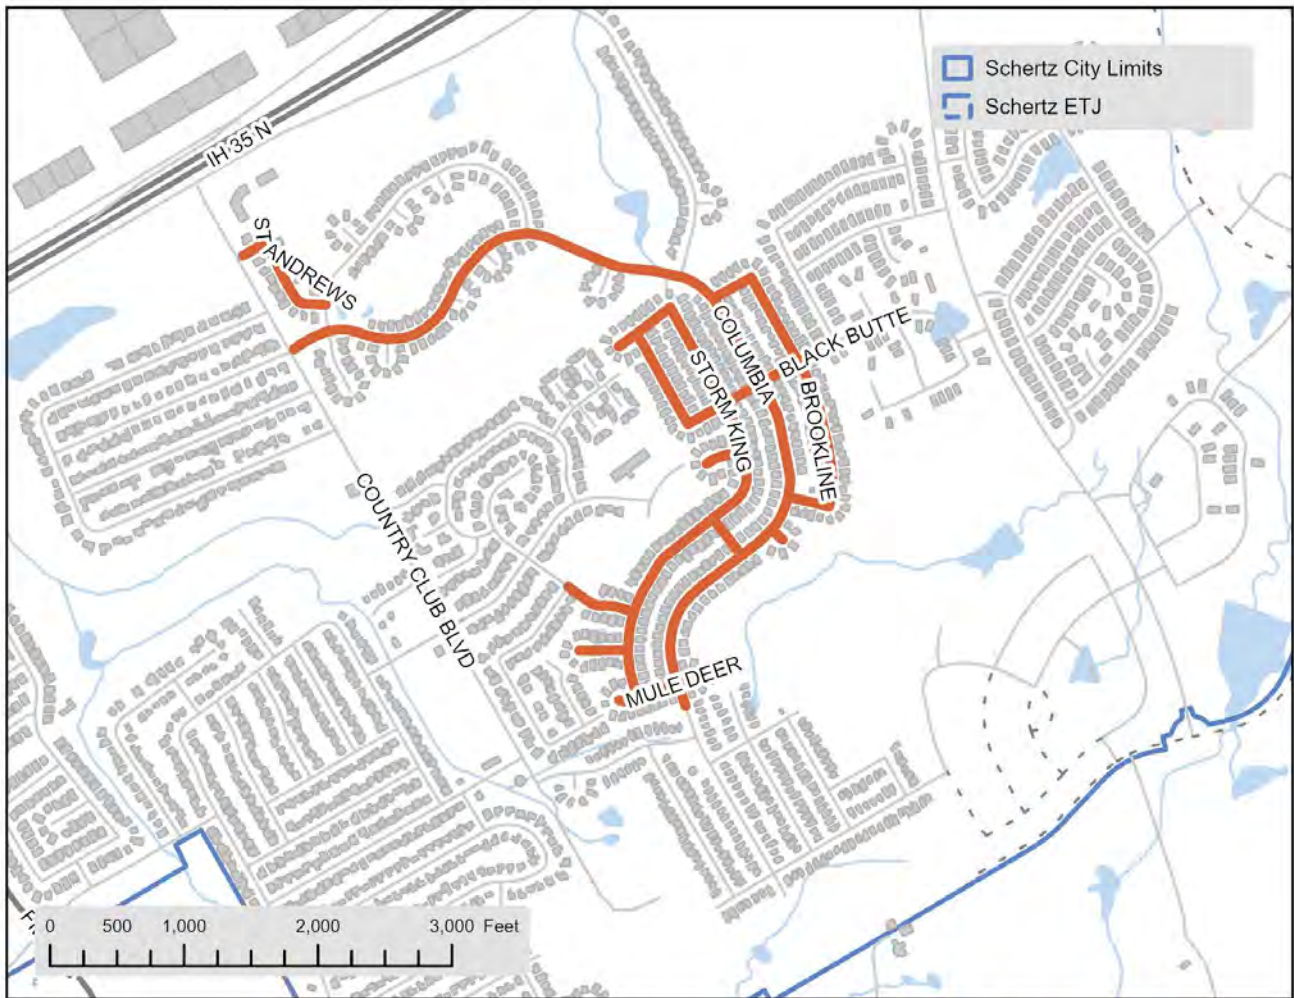 Schertz City Limits
Schertz ETJ
IH 35 N
ST ANDREWS
COLUMBIA
BLACK BUTTE
STORM KING
BROOKLINE
COUNTRY CLUB BLVD
MULE DEER
0 500 1,000 2,000 3,000 Feet